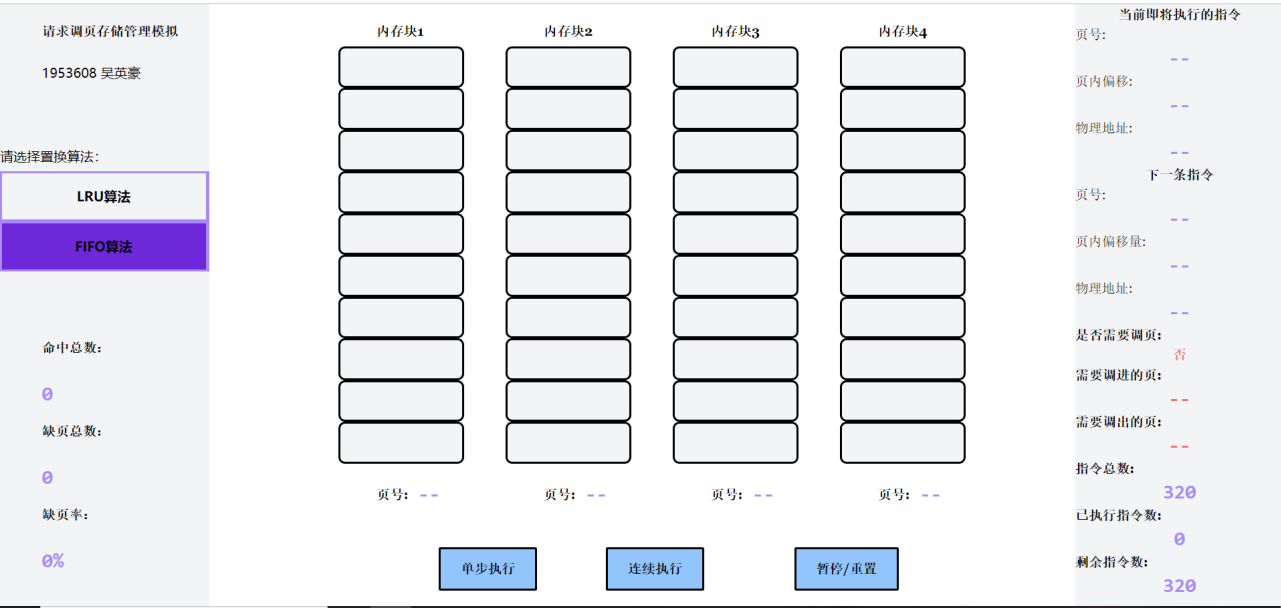 请求调页存储管理模拟
1953608 吴英豪
请选择置换算法:
LRU算法
FIFO算法
命中总数:
0
缺页总数:
0
缺页率:
0%
内存块1
内存块2
内存块3
内存块4
页号: --
页号: --
页号: --
页号: --
单步执行
连续执行
暂停/重置
当前即将执行的指令
页号:
--
页内偏移:
--
物理地址:
--
下一条指令
页号:
--
页内偏移量:
--
物理地址:
--
是否需要调页:
否
需要调进的页:
--
需要调出的页:
--
指令总数:
320
已执行指令数:
0
剩余指令数:
320